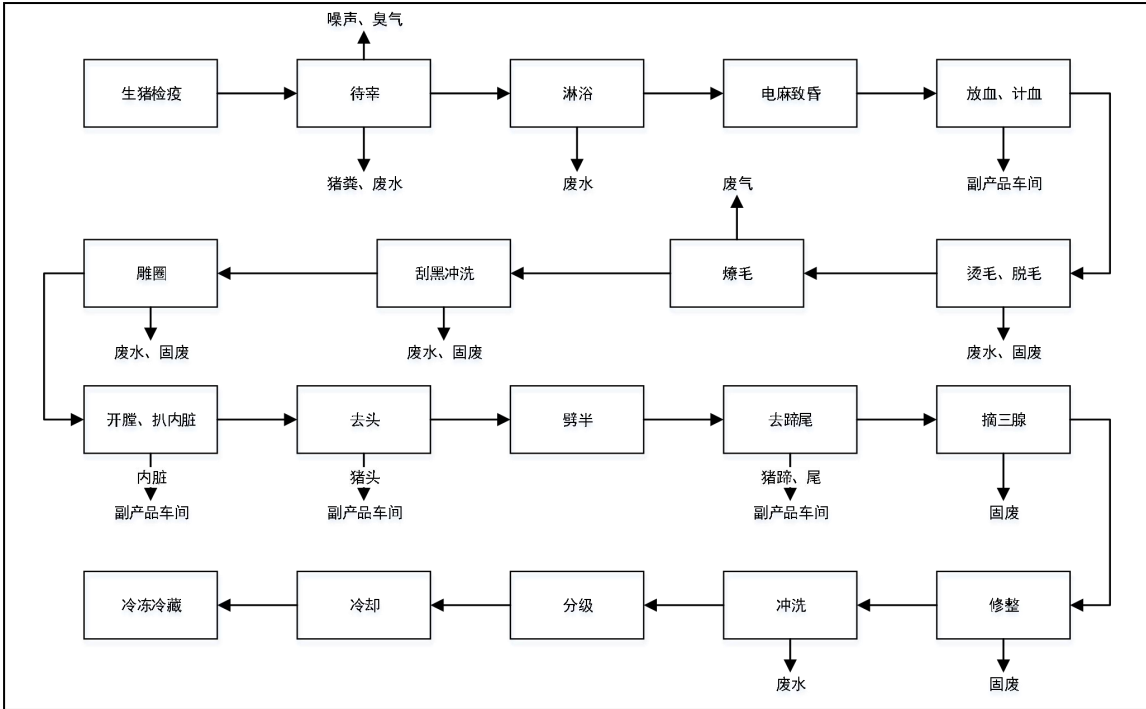 噪声、臭气
生猪检疫
待宰
淋浴
电麻致昏
放血、计血
猪粪、废水
废水
废气
副产品车间
雕圈
刮黑冲洗
燎毛
烫毛、脱毛
废水、固废
废水、固废
废水、固废
开膛、扒内脏
去头
劈半
去蹄尾
摘三腺
内脏
猪头
猪蹄、尾
副产品车间
副产品车间
副产品车间
固废
冷冻冷藏
冷却
分级
冲洗
修整
废水
固废